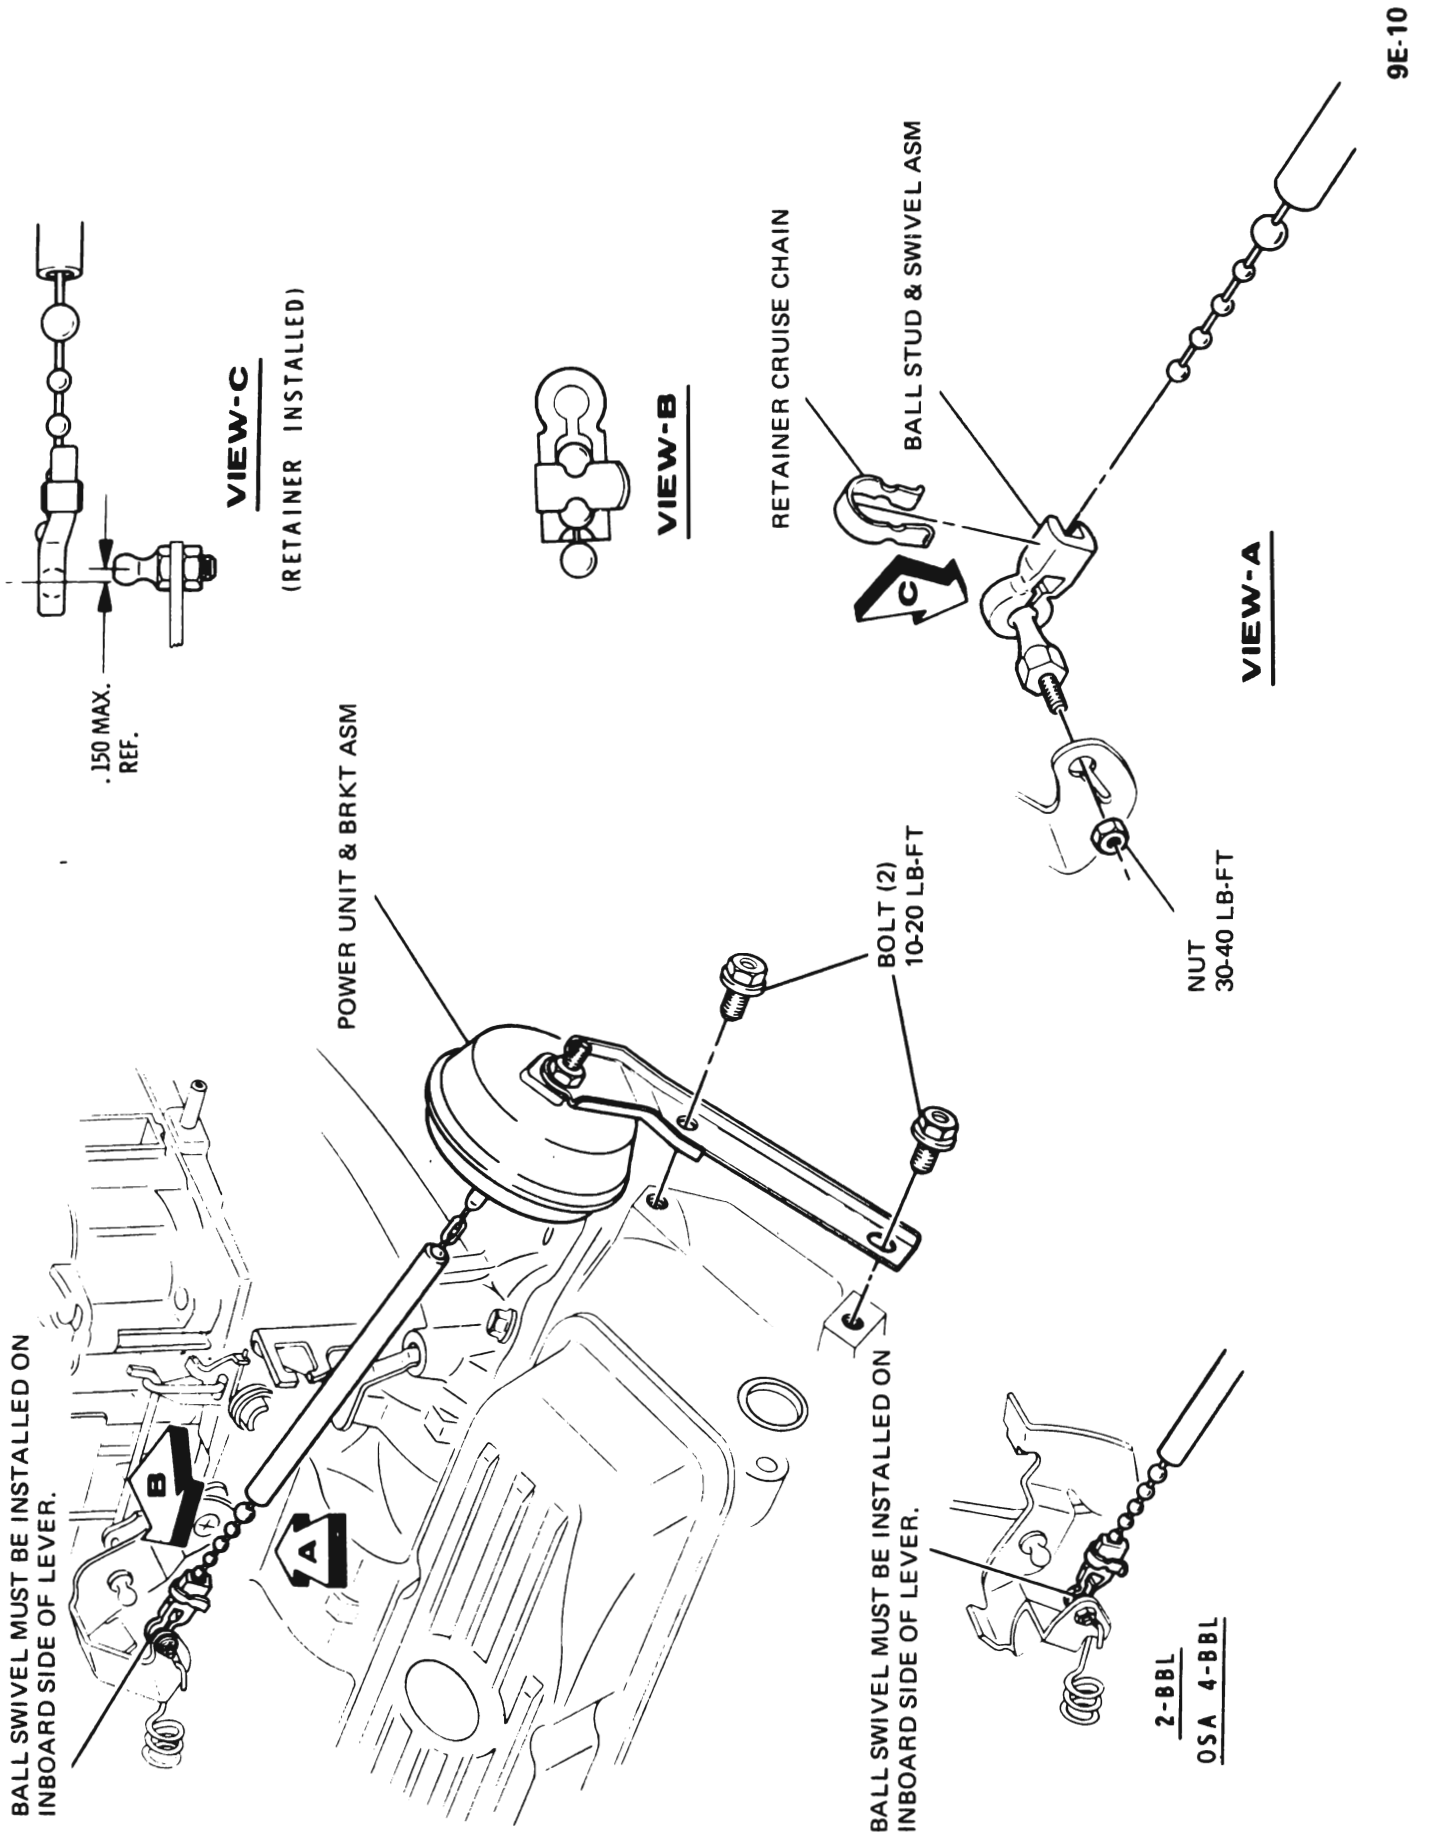 BALL SWIVEL MUST BE INSTALLED ON
INBOARD SIDE OF LEVER.
B
A
POWER UNIT & BRKT ASM
.150 MAX.
REF.
VIEW-C
(RETAINER INSTALLED)
VIEW-B
BOLT (2)
10-20 LB-FT
RETAINER CRUISE CHAIN
BALL STUD & SWIVEL ASM
C
NUT
30-40 LB-FT
VIEW-A
BALL SWIVEL MUST BE INSTALLED ON
INBOARD SIDE OF LEVER.
2-BBL
OSA 4-BBL
9E-10